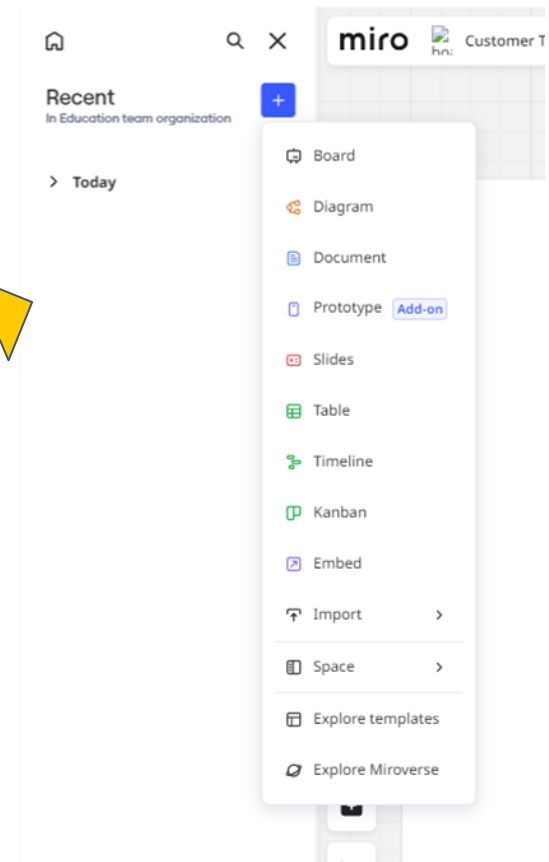 miro
Customer T
Recent
In Education team organization
Today
Board
Diagram
Document
Prototype Add-on
Slides
Table
Timeline
Kanban
Embed
Import
Space
Explore templates
Explore Miroverse